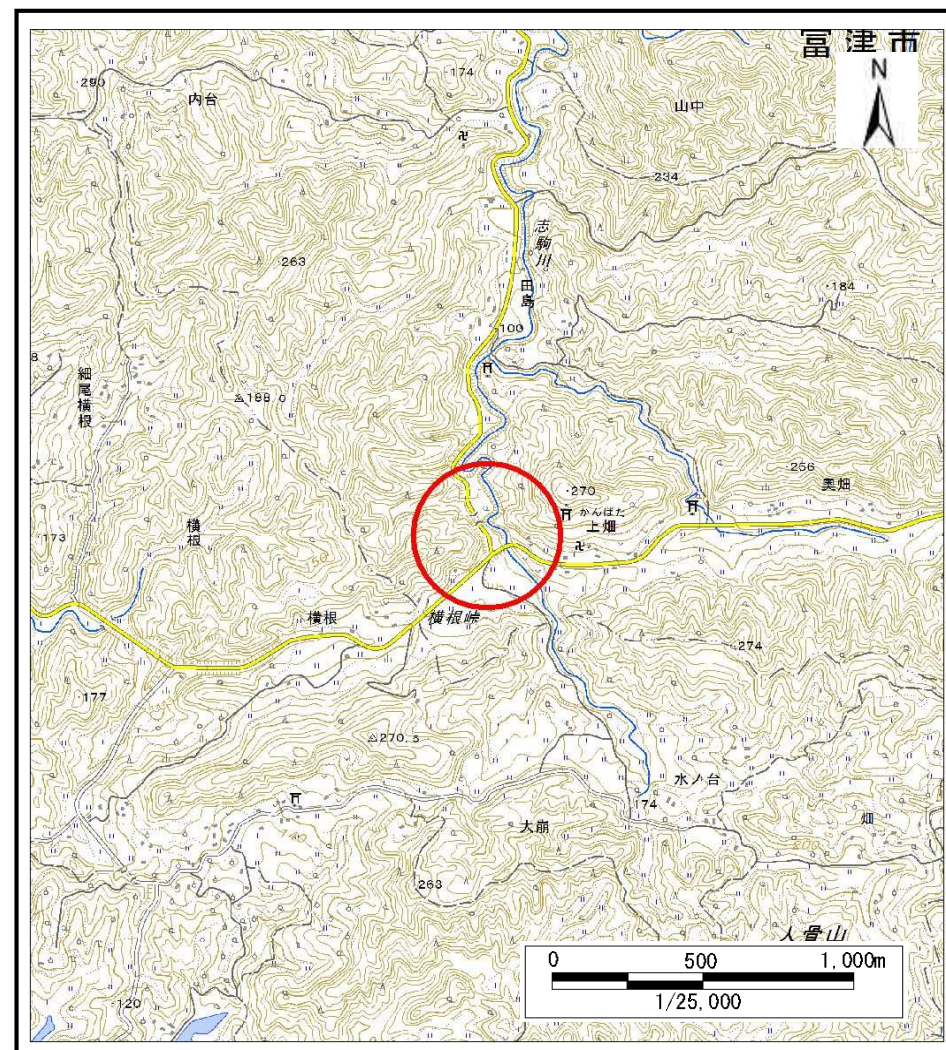 富津市
N
・290
・174
内台
山中
・234
志駒川
・263
・184
田島
・100
細尾横根
△188.0
・266
・270
奥畑
かんばた
上畑
横根
・173
横根
横根峠
・274
・177
△270.5
水ノ台
・174
大崩
畑
・263
人骨山
0 500 1,000m
・120
1/25,000